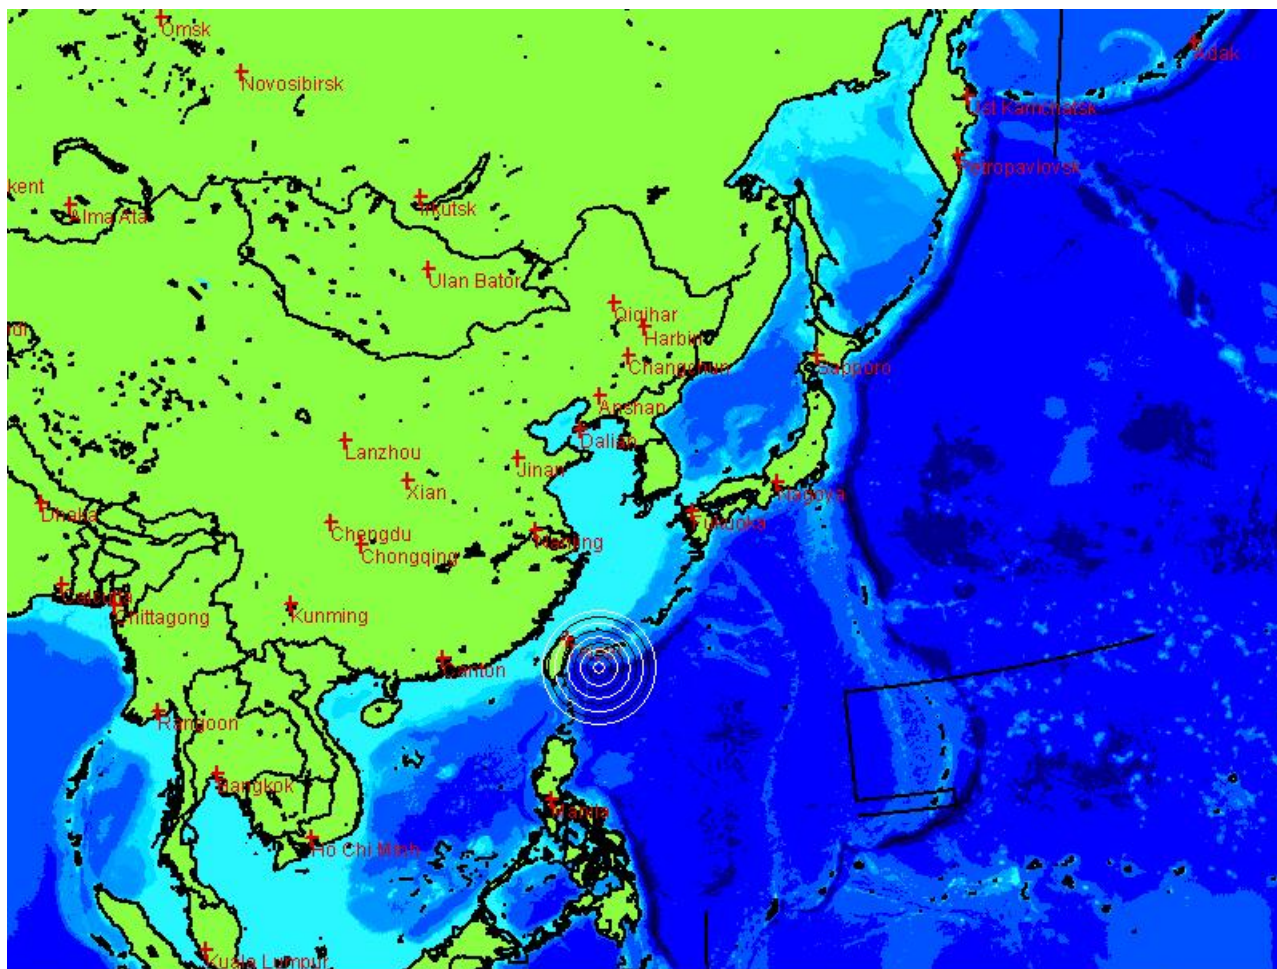 Omsk
Adak
Novosibirsk
Ust Kamchatsk
Petropavlovsk
kent
Alma Ata
Irkutsk
Ulan Bator
Qiqihar
Harbin
Changchun
Sapporo
Anshan
Dalian
Lanzhou
Jinan
Xian
Nagoya
Dhaka
Fukuoka
Chengdu
Nanjing
Chongqing
Chittagong
Kunming
Canton
Rangoon
Bangkok
Manila
Ho Chi Minh
Kuala Lumpur